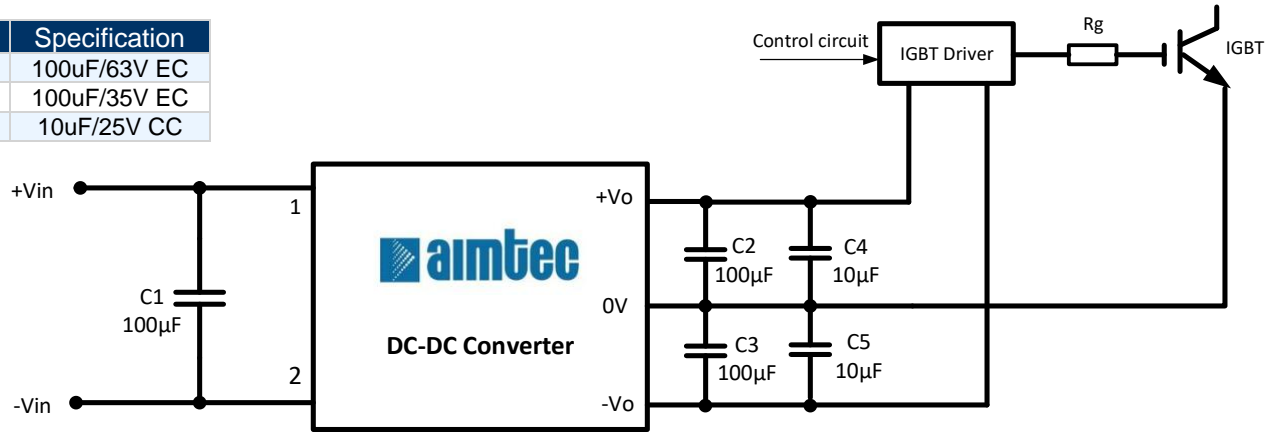 Specification
100uF/63V EC
100uF/35V EC
10uF/25V CC
Control circuit
IGBT Driver
Rg
IGBT
+Vin
1
C1
100µF
2
-Vin
aimtec
DC-DC Converter
+Vo
0V
-Vo
C2
100µF
C4
10µF
C3
100µF
C5
10µF